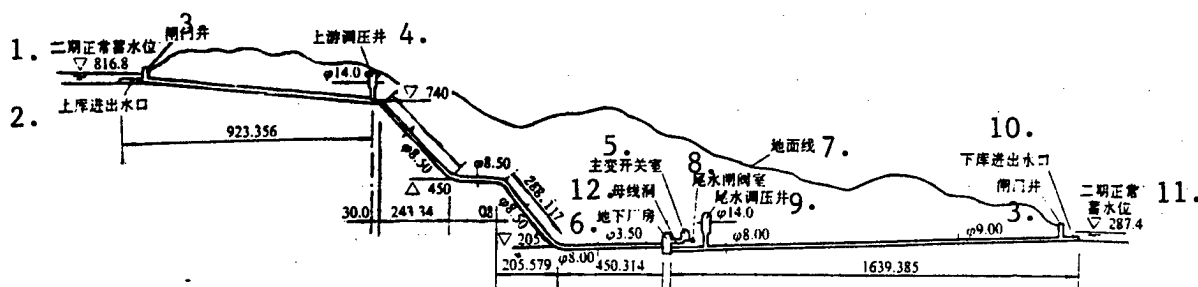 1. 二期正常蓄水位
▽ 816.8
3. 闸门井
上游调压井 4.
φ14.0
2. 上库进出水口
923.356
▽ 740
φ8.50
△ 450
φ8.50
φ8.50
288.117
30.0
243.34
▽ 205
205.579
φ8.00
450.314
φ3.50
5. 主变开关室
12. 母线洞
6. 地下厂房
8. 尾水闸阀室
尾水调压井 9.
φ14.0
φ8.00
地面线 7.
φ9.00
10. 下库进出水口
闸门井
3.
二期正常蓄水位 11.
▽ 287.4
1639.385